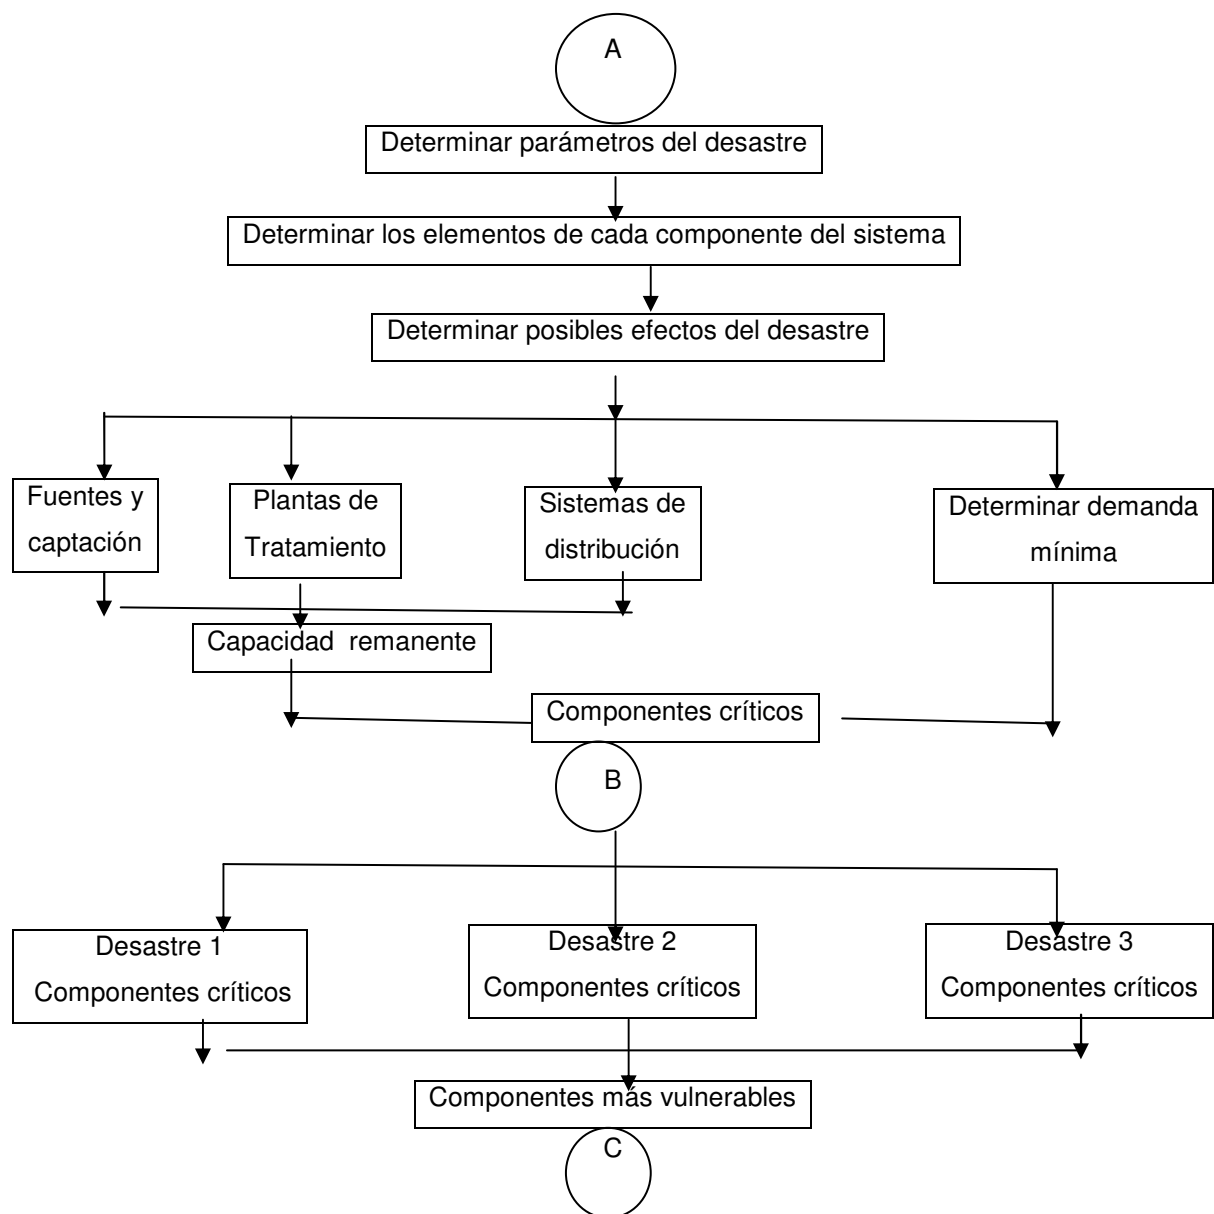 A
Determinar parámetros del desastre
Determinar los elementos de cada componente del sistema
Determinar posibles efectos del desastre
Fuentes y
captación
Plantas de
Tratamiento
Sistemas de
distribución
Determinar demanda
mínima
Capacidad remanente
Componentes críticos
B
Desastre 1
Componentes críticos
Desastre 2
Componentes críticos
Desastre 3
Componentes críticos
Componentes más vulnerables
C